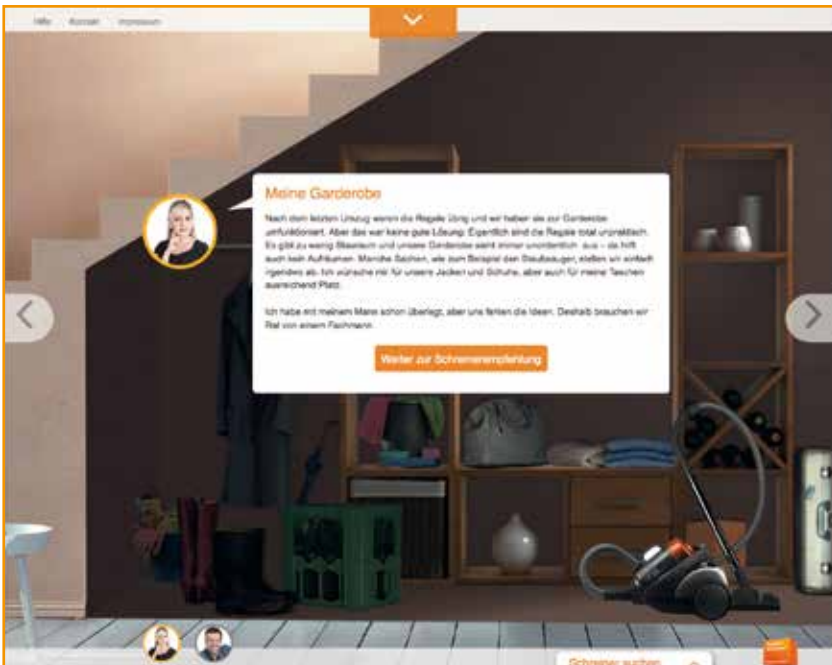 Hilfe Kontakt Impressum
Meine Garderobe
Nach dem letzten Umzug waren die Regale übrig und wir haben sie zur Garderobe
umfunktioniert. Aber das war keine gute Lösung: Eigentlich sind die Regale total unpraktisch.
Es gibt zu wenig Stauraum und unsere Garderobe sieht immer unordentlich aus – da hilft
auch kein Aufräumen. Manche Sachen, wie zum Beispiel den Staubsauger, stellen wir einfach
irgendwo ab. Ich wünsche mir für unsere Jacken und Schuhe, aber auch für meine Taschen
ausreichend Platz.
Ich habe mit meinem Mann schon überlegt, aber uns fehlen die Ideen. Deshalb brauchen wir
Rat von einem Fachmann.
Weiter zur Schreinerempfehlung
Schreiner suchen